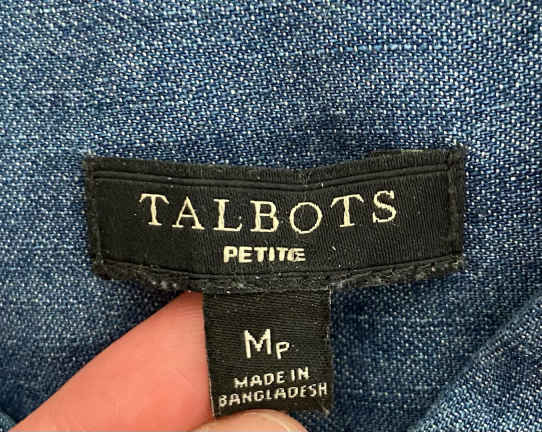 TALBOTS
PETITE
MP
MADE IN
BANGLADESH